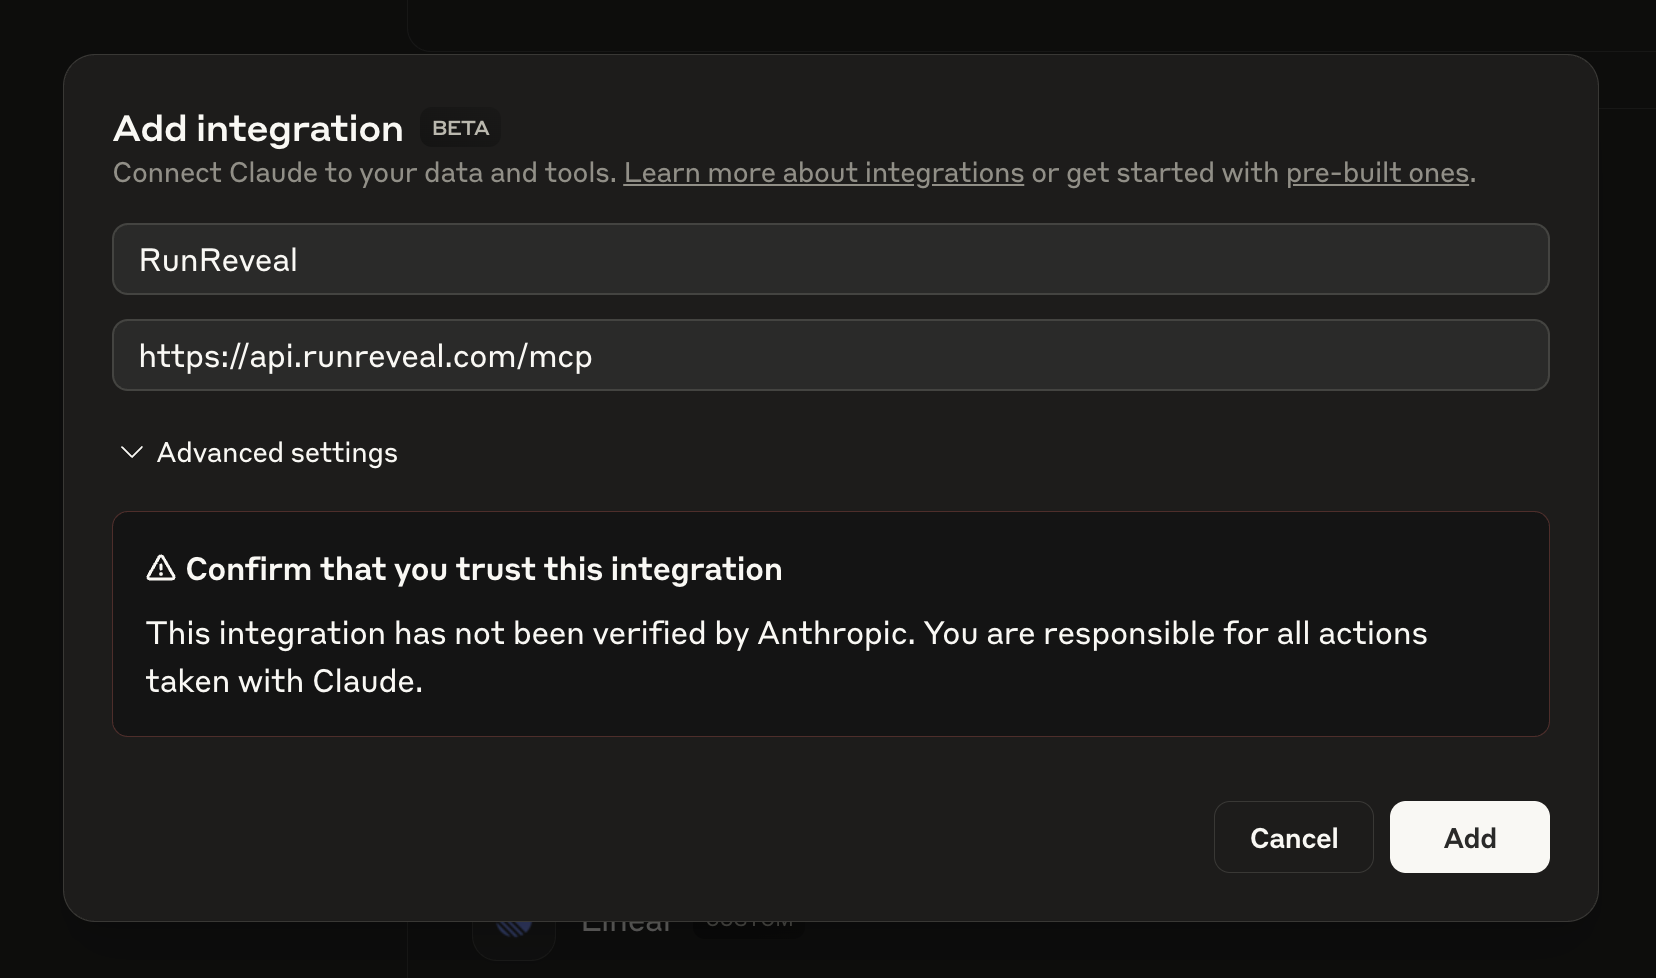 Add integration BETA
Connect Claude to your data and tools. Learn more about integrations or get started with pre-built ones.
RunReveal
https://api.runreveal.com/mcp
Advanced settings
Confirm that you trust this integration
This integration has not been verified by Anthropic. You are responsible for all actions
taken with Claude.
Cancel Add
Linear CUSTOM